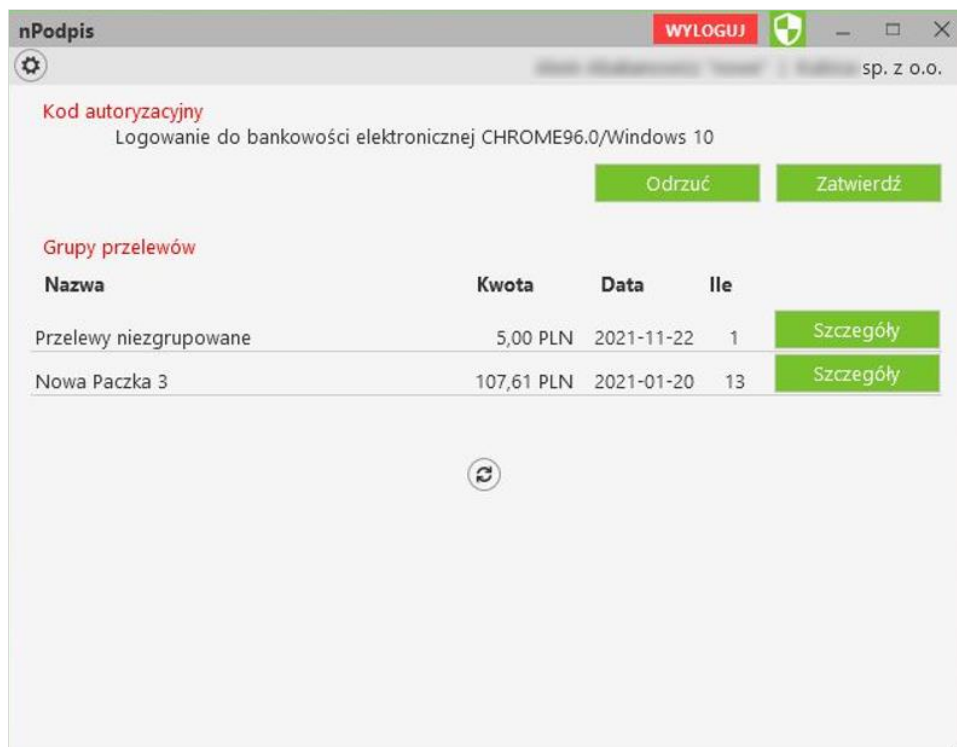 nPodpis WYLOGUJ
sp. z o.o.
Kod autoryzacyjny
Logowanie do bankowości elektronicznej CHROME96.0/Windows 10
Odrzuć Zatwierdź
Grupy przelewów
Nazwa Kwota Data Ile
Przelewy niezgrupowane 5,00 PLN 2021-11-22 1 Szczegóły
Nowa Paczka 3 107,61 PLN 2021-01-20 13 Szczegóły